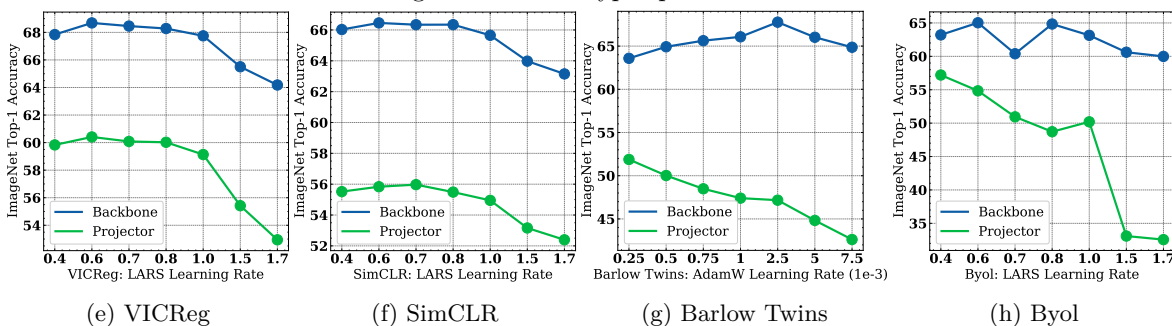 ImageNet Top-1 Accuracy
68
66
64
62
60
58
56
54
Backbone
Projector
0.4 0.6 0.7 0.8 1.0 1.5 1.7
VICReg: LARS Learning Rate
(e) VICReg
ImageNet Top-1 Accuracy
66
64
62
60
58
56
54
52
Backbone
Projector
0.4 0.6 0.7 0.8 1.0 1.5 1.7
SimCLR: LARS Learning Rate
(f) SimCLR
ImageNet Top-1 Accuracy
65
60
55
50
45
Backbone
Projector
0.25 0.5 0.75 1.0 2.5 5 7.5
Barlow Twins: AdamW Learning Rate (1e-3)
(g) Barlow Twins
ImageNet Top-1 Accuracy
65
60
55
50
45
40
35
Backbone
Projector
0.4 0.6 0.7 0.8 1.0 1.5 1.7
Byol: LARS Learning Rate
(h) Byol